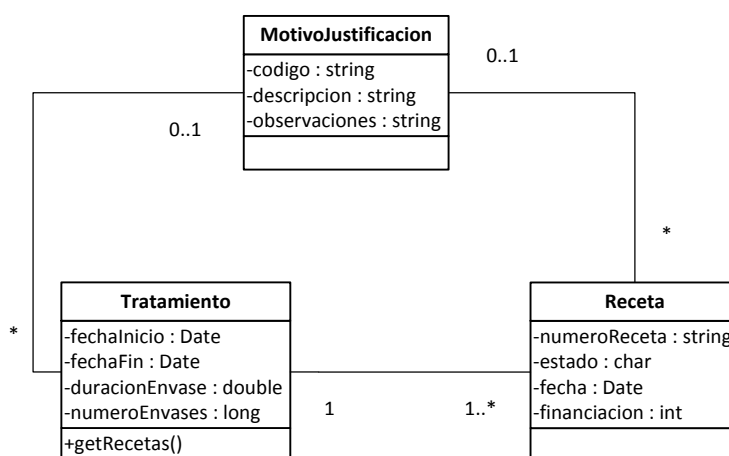 MotivoJustificacion
-codigo : string
-descripcion : string
-observaciones : string
0..1
0..1
*
*
Tratamiento
-fechaInicio : Date
-fechaFin : Date
-duracionEnvase : double
-numeroEnvases : long
+getRecetas()
1
1..*
Receta
-numeroReceta : string
-estado : char
-fecha : Date
-financiacion : int